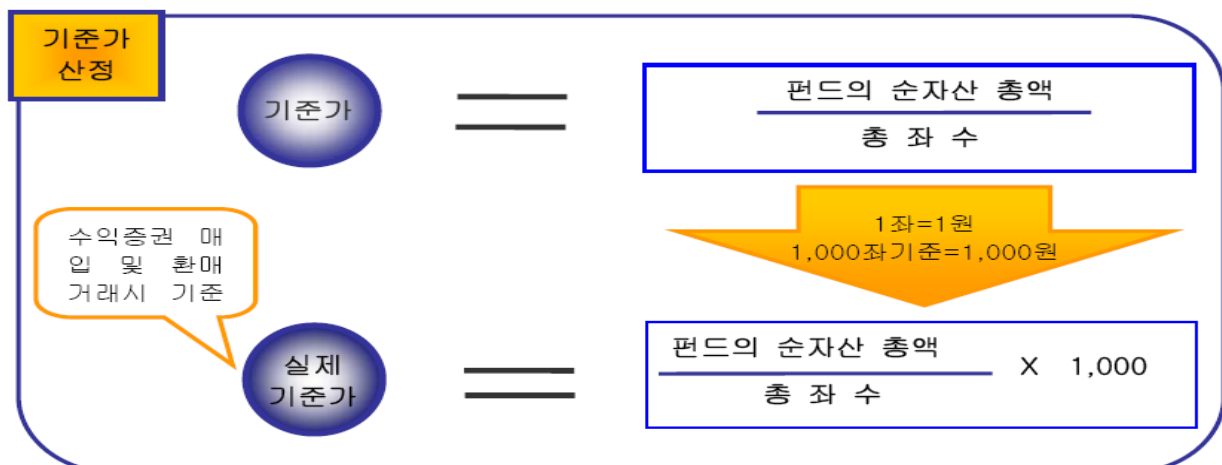 기준가
산정
기준가
펀드의 순자산 총액
총 좌 수
1좌=1원
1,000좌기준=1,000원
수익증권 매
입 및 환매
거래시 기준
실제
기준가
펀드의 순자산 총액
총 좌 수
X 1,000